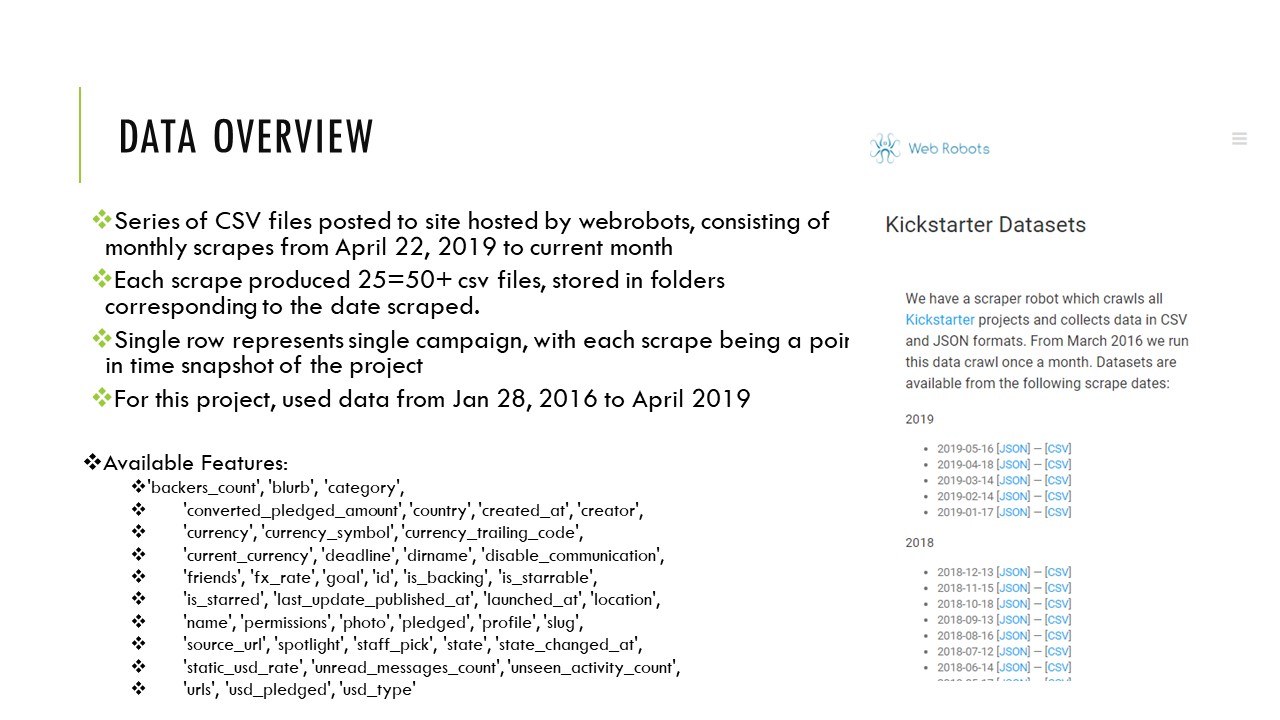 DATA OVERVIEW
❖Series of CSV files posted to site hosted by webrobots, consisting of
monthly scrapes from April 22, 2019 to current month
❖Each scrape produced 25=50+ csv files, stored in folders
corresponding to the date scraped.
❖Single row represents single campaign, with each scrape being a poin
in time snapshot of the project
❖For this project, used data from Jan 28, 2016 to April 2019
❖Available Features:
❖'backers_count', 'blurb', 'category',
❖ 'converted_pledged_amount', 'country', 'created_at', 'creator',
❖ 'currency', 'currency_symbol', 'currency_trailing_code',
❖ 'current_currency', 'deadline', 'dirname', 'disable_communication',
❖ 'friends', 'fx_rate', 'goal', 'id', 'is_backing', 'is_starrable',
❖ 'is_starred', 'last_update_published_at', 'launched_at', 'location',
❖ 'name', 'permissions', 'photo', 'pledged', 'profile', 'slug',
❖ 'source_url', 'spotlight', 'staff_pick', 'state', 'state_changed_at',
❖ 'static_usd_rate', 'unread_messages_count', 'unseen_activity_count',
❖ 'urls', 'usd_pledged', 'usd_type'
Web Robots
Kickstarter Datasets
We have a scraper robot which crawls all
Kickstarter projects and collects data in CSV
and JSON formats. From March 2016 we run
this data crawl once a month. Datasets are
available from the following scrape dates:
2019
• 2019-05-16 [JSON] – [CSV]
• 2019-04-18 [JSON] – [CSV]
• 2019-03-14 [JSON] – [CSV]
• 2019-02-14 [JSON] – [CSV]
• 2019-01-17 [JSON] – [CSV]
2018
• 2018-12-13 [JSON] – [CSV]
• 2018-11-15 [JSON] – [CSV]
• 2018-10-18 [JSON] – [CSV]
• 2018-09-13 [JSON] – [CSV]
• 2018-08-16 [JSON] – [CSV]
• 2018-07-12 [JSON] – [CSV]
• 2018-06-14 [JSON] – [CSV]